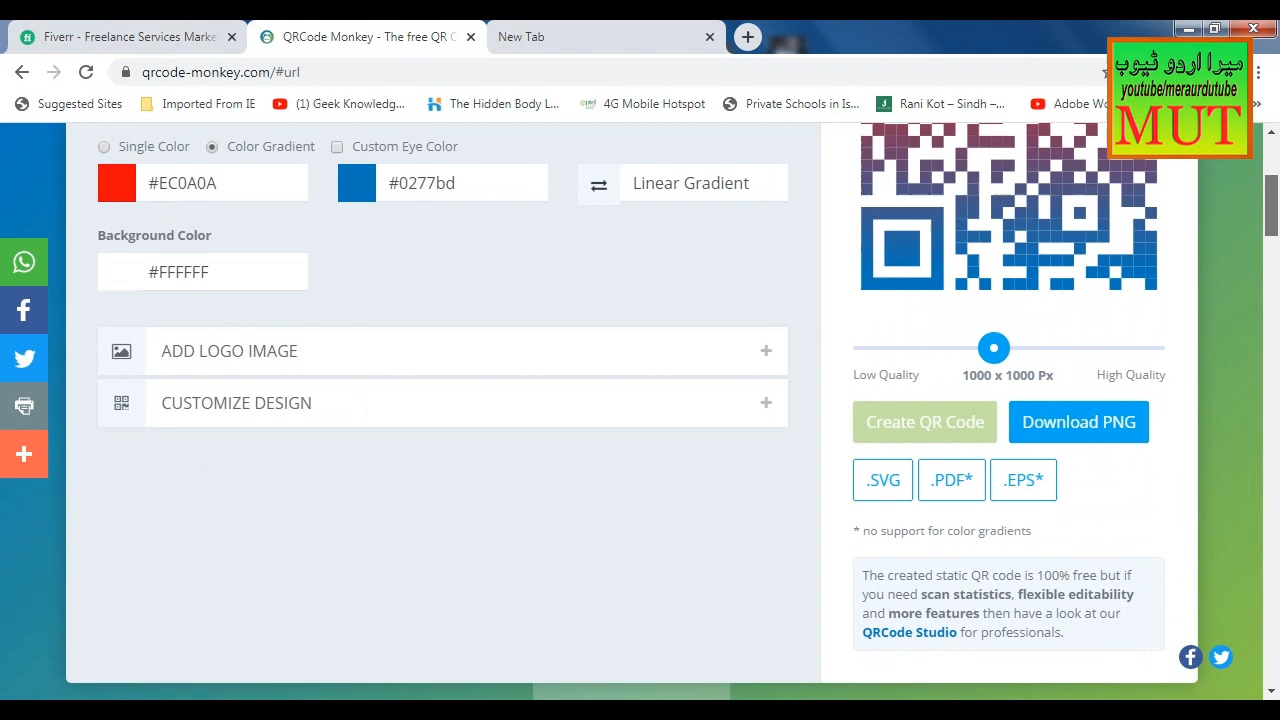 Fiverr - Freelance Services Marke
QRCode Monkey - The free QR C
New Tab
qrcode-monkey.com/#url
Suggested Sites
Imported From IE
(1) Geek Knowledg...
The Hidden Body L...
4G Mobile Hotspot
Private Schools in Is...
Rani Kot – Sindh –...
Adobe Wo
میرا اردو ٹیوب
youtube/meraurdutube
MUT
Single Color
Color Gradient
Custom Eye Color
#EC0A0A
#0277bd
Linear Gradient
Background Color
#FFFFFF
ADD LOGO IMAGE
CUSTOMIZE DESIGN
Low Quality
1000 x 1000 Px
High Quality
Create QR Code
Download PNG
.SVG
.PDF*
.EPS*
* no support for color gradients
The created static QR code is 100% free but if
you need scan statistics, flexible editability
and more features then have a look at our
QRCode Studio for professionals.